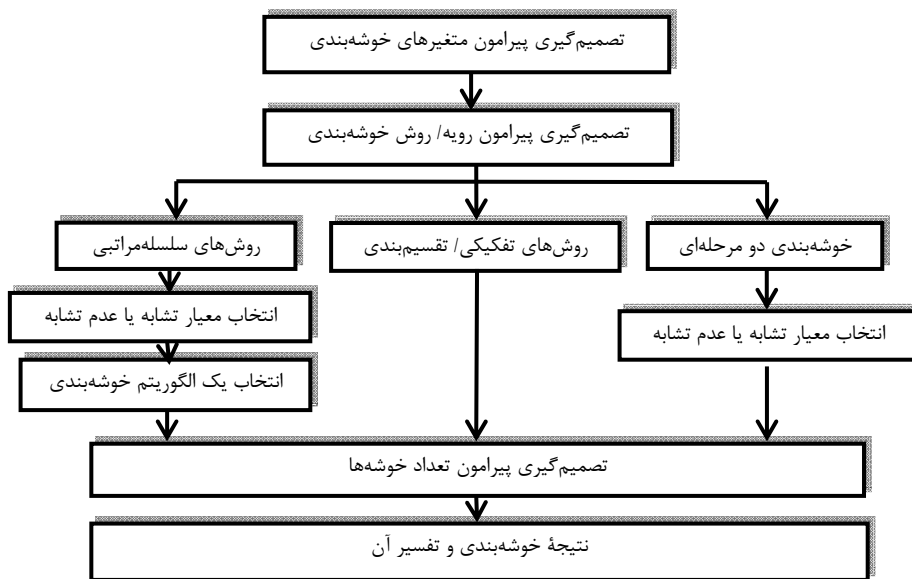 تصمیم‌گیری پیرامون متغیرهای خوشه‌بندی
تصمیم‌گیری پیرامون رویه/ روش خوشه‌بندی
خوشه‌بندی دو مرحله‌ای
روش‌های تفکیکی/ تقسیم‌بندی
روش‌های سلسله‌مراتبی
انتخاب معیار تشابه یا عدم تشابه
انتخاب معیار تشابه یا عدم تشابه
انتخاب یک الگوریتم خوشه‌بندی
تصمیم‌گیری پیرامون تعداد خوشه‌ها
نتیجهٔ خوشه‌بندی و تفسیر آن